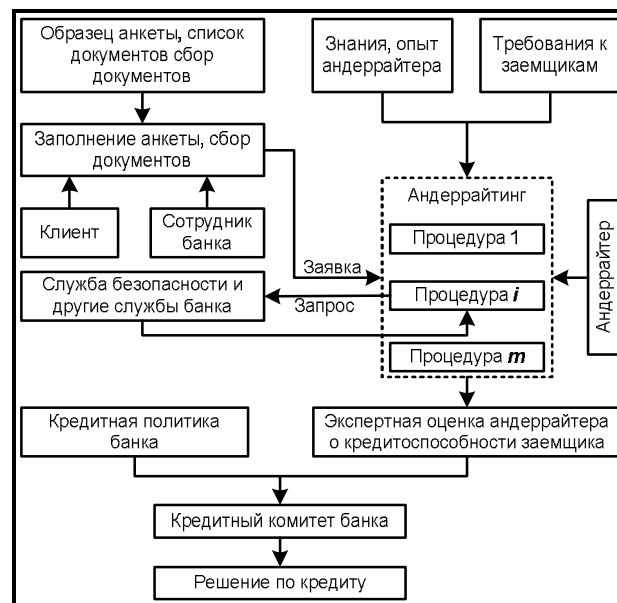 Образец анкеты, список
документов сбор
документов
Знания, опыт
андеррайтера
Требования к
заемщикам
Заполнение анкеты, сбор
документов
Клиент
Сотрудник
банка
Андеррайтинг
Процедура 1
Заявка
Служба безопасности и
другие службы банка
Запрос
Процедура i
Процедура m
Андеррайтер
Кредитная политика
банка
Экспертная оценка андеррайтера
о кредитоспособности заемщика
Кредитный комитет банка
Решение по кредиту